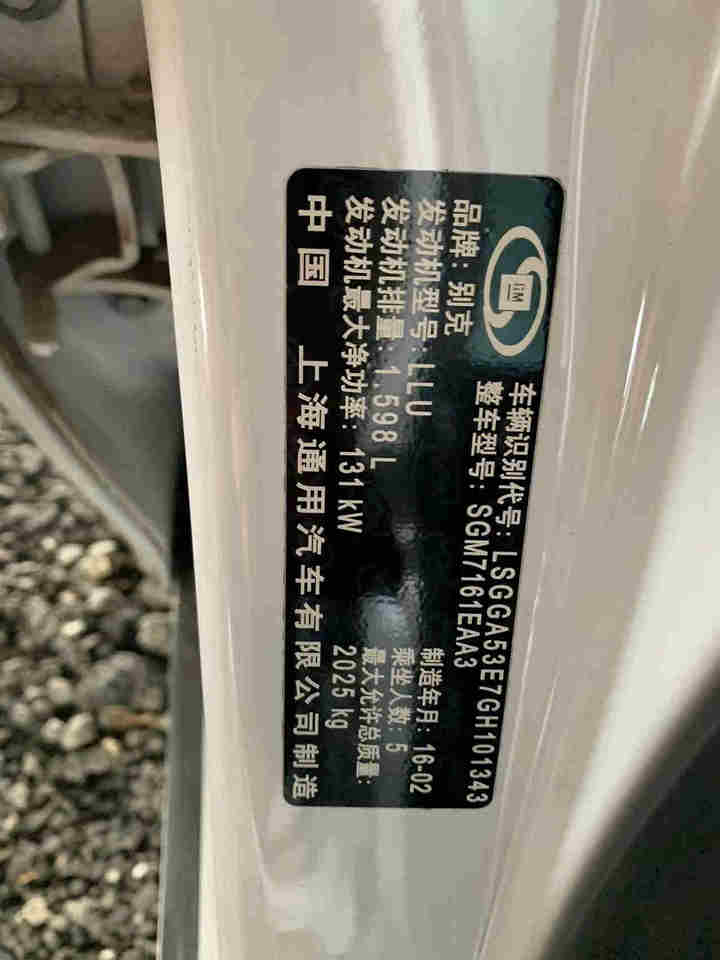 GM
车辆识别代号: LSGGA53E7GH101343
整车型号: SGM7161EAA3
品牌: 别克
发动机型号: LLU
制造年月: 16-02
发动机排量: 1.598 L
乘坐人数: 5
发动机最大净功率: 131 kW
最大允许总质量:
2025 kg
中国 上海通用汽车有限公司制造